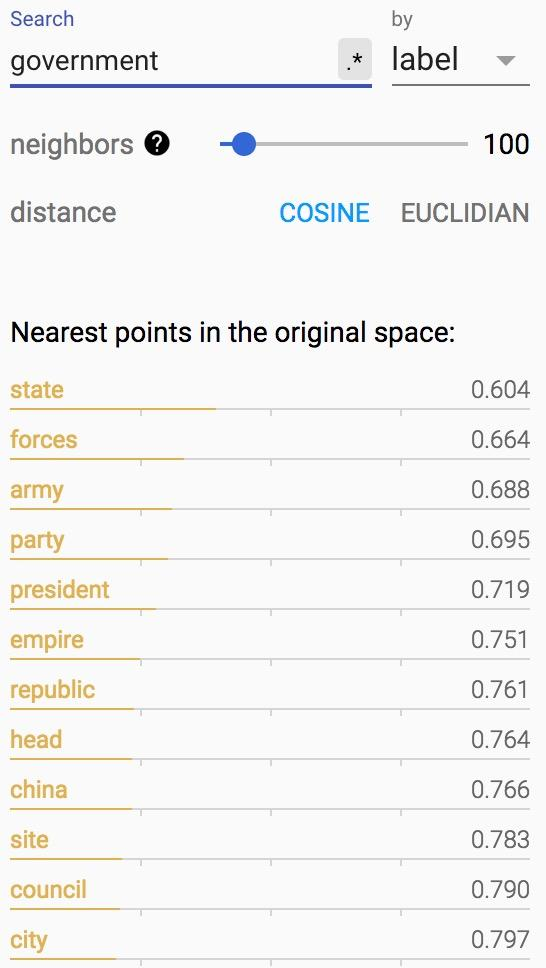 Search by
government .* label
neighbors ? 100
distance COSINE EUCLIDIAN
Nearest points in the original space:
state 0.604
forces 0.664
army 0.688
party 0.695
president 0.719
empire 0.751
republic 0.761
head 0.764
china 0.766
site 0.783
council 0.790
city 0.797